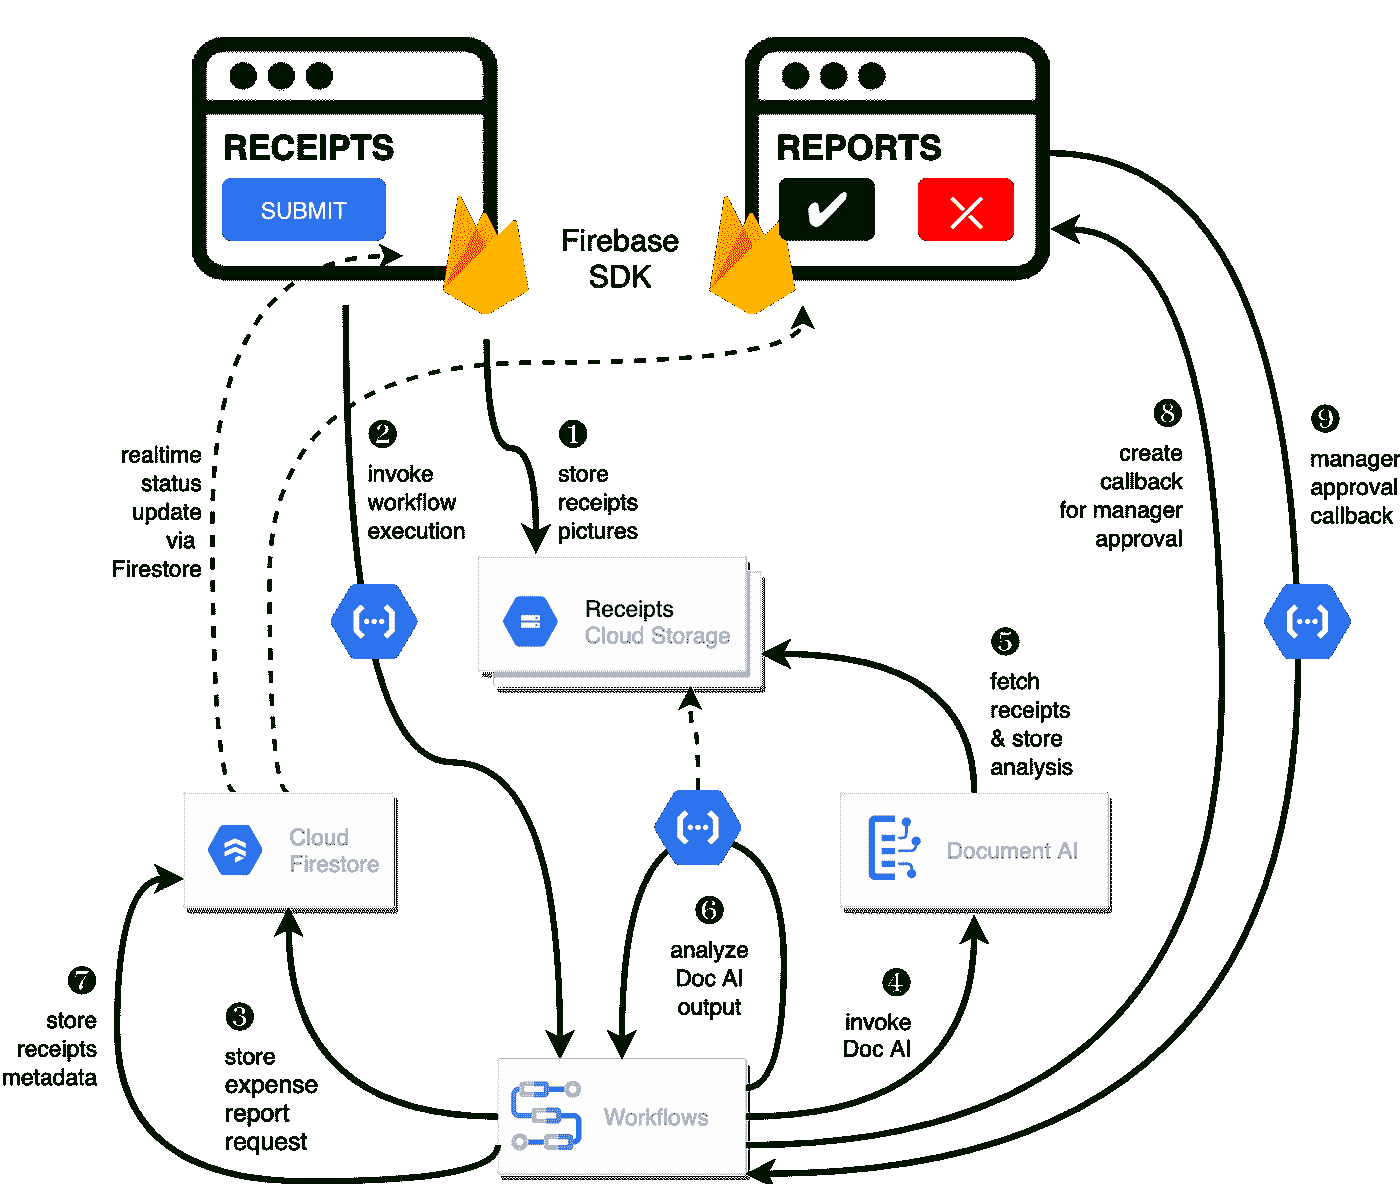 RECEIPTS
SUBMIT
REPORTS
Firebase
SDK
❷
invoke
workflow
execution
❶
store
receipts
pictures
realtime
status
update
via
Firestore
❽
create
callback
for manager
approval
❾
manager
approval
callback
Receipts
Cloud Storage
❺
fetch
receipts
& store
analysis
Cloud
Firestore
Document AI
❻
analyze
Doc AI
output
❹
invoke
Doc AI
❼
store
receipts
metadata
❸
store
expense
report
request
Workflows